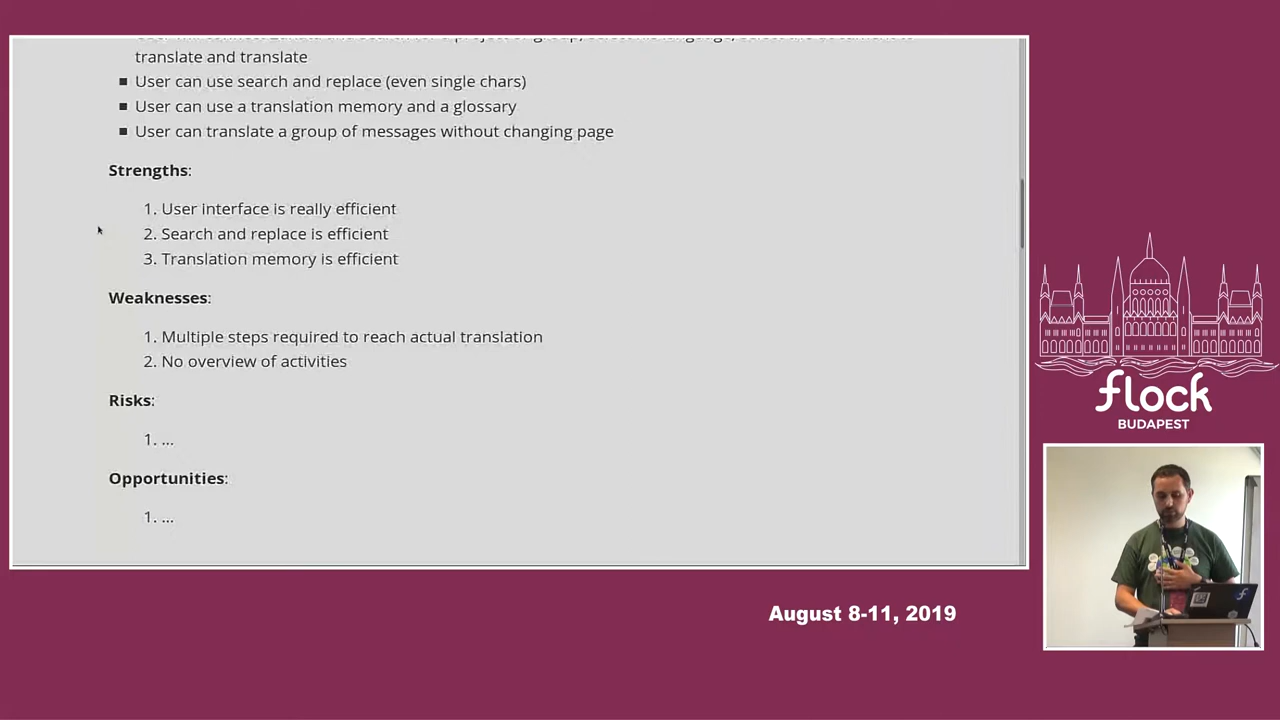 translate and translate
User can use search and replace (even single chars)
User can use a translation memory and a glossary
User can translate a group of messages without changing page
Strengths:
1. User interface is really efficient
2. Search and replace is efficient
3. Translation memory is efficient
Weaknesses:
1. Multiple steps required to reach actual translation
2. No overview of activities
Risks:
1. ...
Opportunities:
1. ...
flock
BUDAPEST
August 8-11, 2019